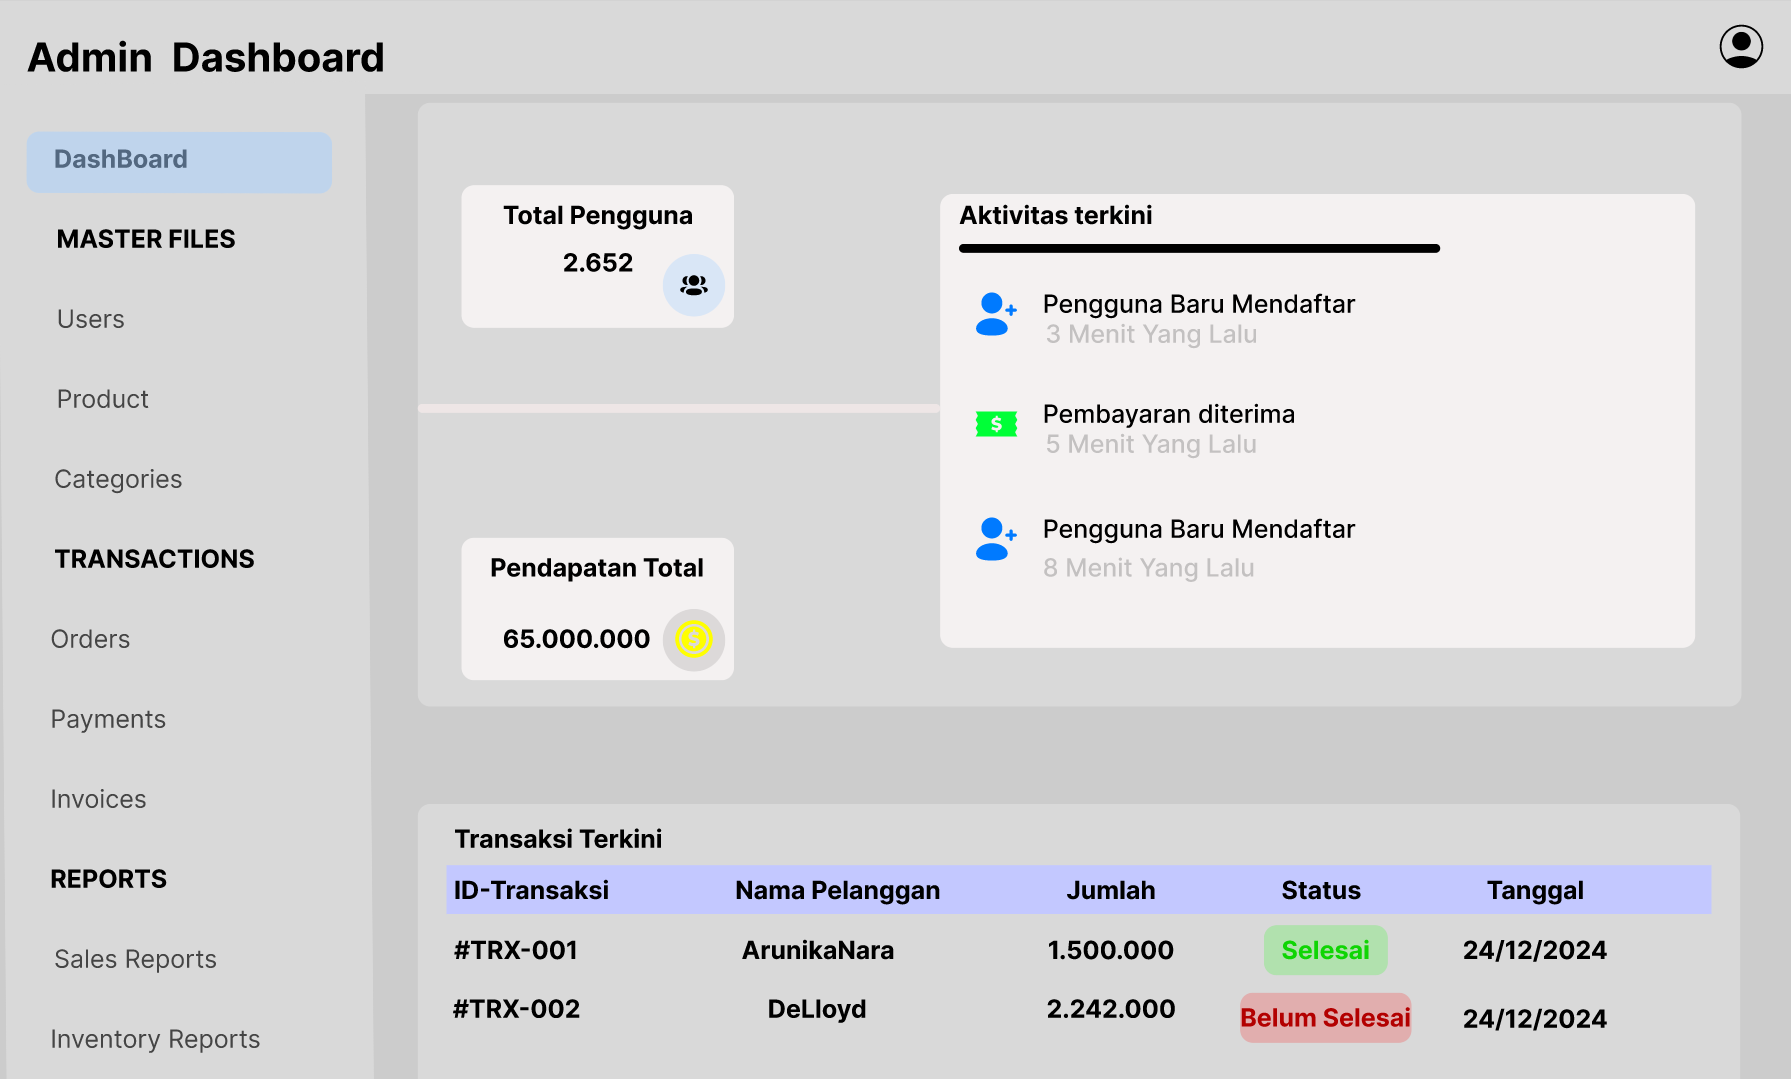 Admin Dashboard
DashBoard
MASTER FILES
Users
Product
Categories
TRANSACTIONS
Orders
Payments
Invoices
REPORTS
Sales Reports
Inventory Reports
Total Pengguna
2.652
Pendapatan Total
65.000.000
Aktivitas terkini
Pengguna Baru Mendaftar
3 Menit Yang Lalu
Pembayaran diterima
5 Menit Yang Lalu
Pengguna Baru Mendaftar
8 Menit Yang Lalu
Transaksi Terkini
ID-Transaksi Nama Pelanggan Jumlah Status Tanggal
#TRX-001 ArunikaNara 1.500.000 Selesai 24/12/2024
#TRX-002 DeLloyd 2.242.000 Belum Selesai 24/12/2024